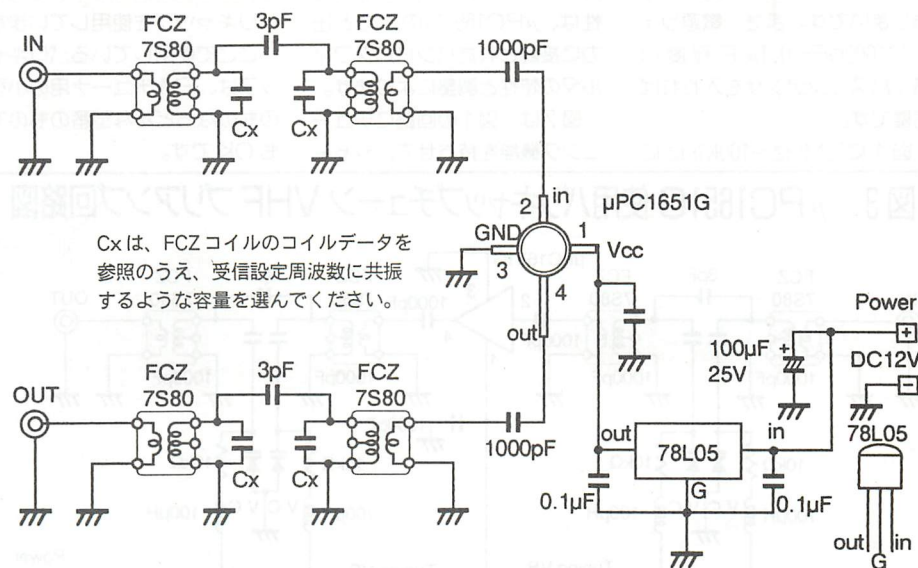 IN
FCZ
7S80
3pF
FCZ
7S80
Cx
Cx
1000pF
in
2
μPC1651G
GND
1
3
Vcc
4
out
Cxは、FCZコイルのコイルデータを
参照のうえ、受信設定周波数に共振
するような容量を選んでください。
OUT
FCZ
7S80
3pF
FCZ
7S80
Cx
Cx
1000pF
Power
+
100μF +
25V
DC12V
−
out
78L05
in
G
0.1μF
0.1μF
78L05
out
G
in